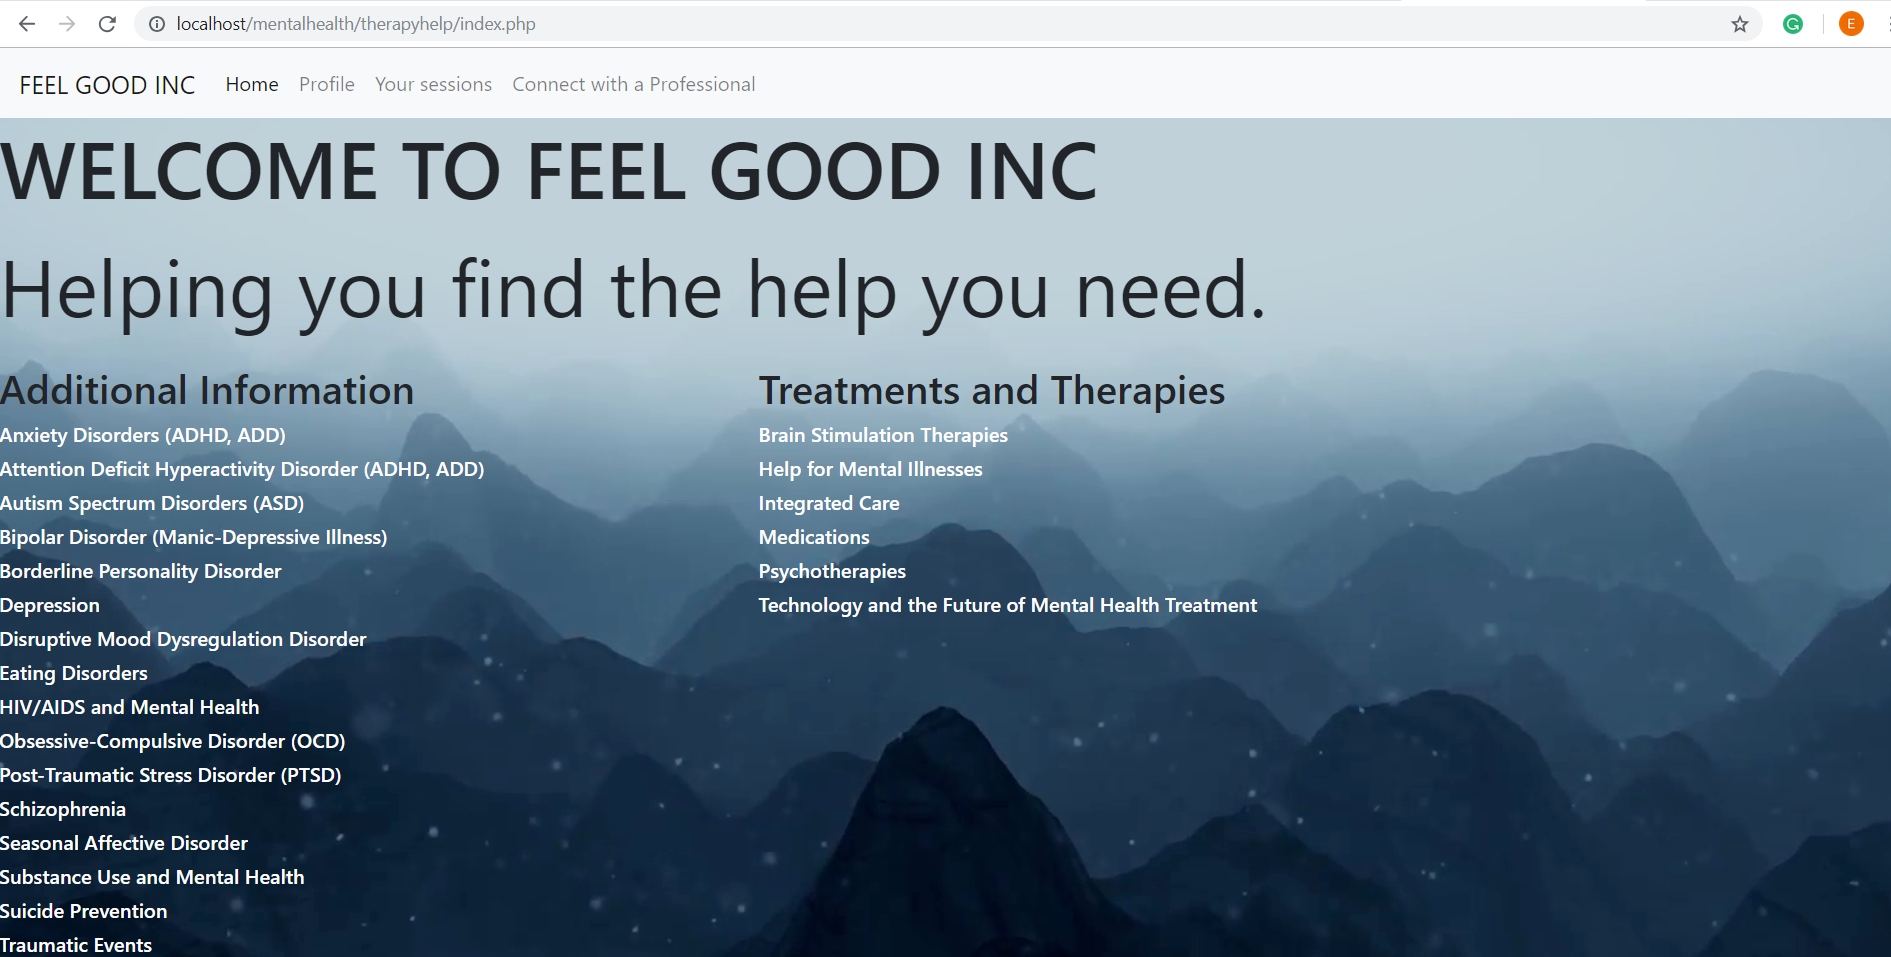 localhost/mentalhealth/therapyhelp/index.php
E
FEEL GOOD INC Home Profile Your sessions Connect with a Professional
WELCOME TO FEEL GOOD INC
Helping you find the help you need.
Additional Information
Anxiety Disorders (ADHD, ADD)
Attention Deficit Hyperactivity Disorder (ADHD, ADD)
Autism Spectrum Disorders (ASD)
Bipolar Disorder (Manic-Depressive Illness)
Borderline Personality Disorder
Depression
Disruptive Mood Dysregulation Disorder
Eating Disorders
HIV/AIDS and Mental Health
Obsessive-Compulsive Disorder (OCD)
Post-Traumatic Stress Disorder (PTSD)
Schizophrenia
Seasonal Affective Disorder
Substance Use and Mental Health
Suicide Prevention
Traumatic Events
Treatments and Therapies
Brain Stimulation Therapies
Help for Mental Illnesses
Integrated Care
Medications
Psychotherapies
Technology and the Future of Mental Health Treatment